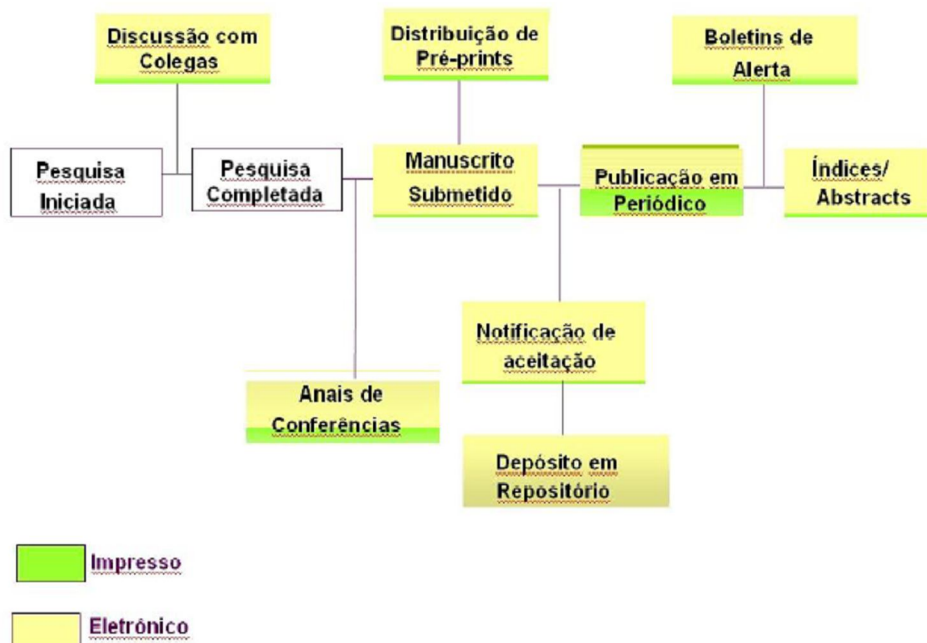 Discussão com
Colegas
Distribuição de
Pré-prints
Boletins de
Alerta
Pesquisa
Iniciada
Pesquisa
Completada
Manuscrito
Submetido
Publicação em
Periódico
Índices/
Abstracts
Notificação de
aceitação
Anais de
Conferências
Depósito em
Repositório
Impresso
Eletrônico